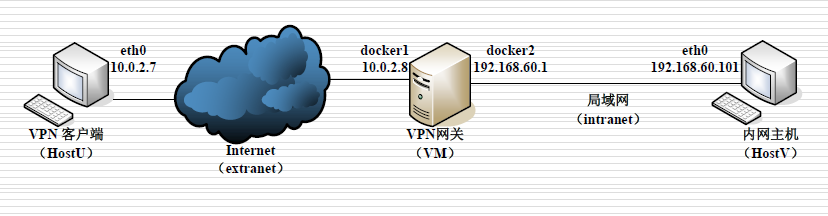 eth0
10.0.2.7
VPN 客户端
（HostU）
Internet
（extranet）
docker1
10.0.2.8
docker2
192.168.60.1
VPN网关
（VM）
局域网
（intranet）
eth0
192.168.60.101
内网主机
（HostV）